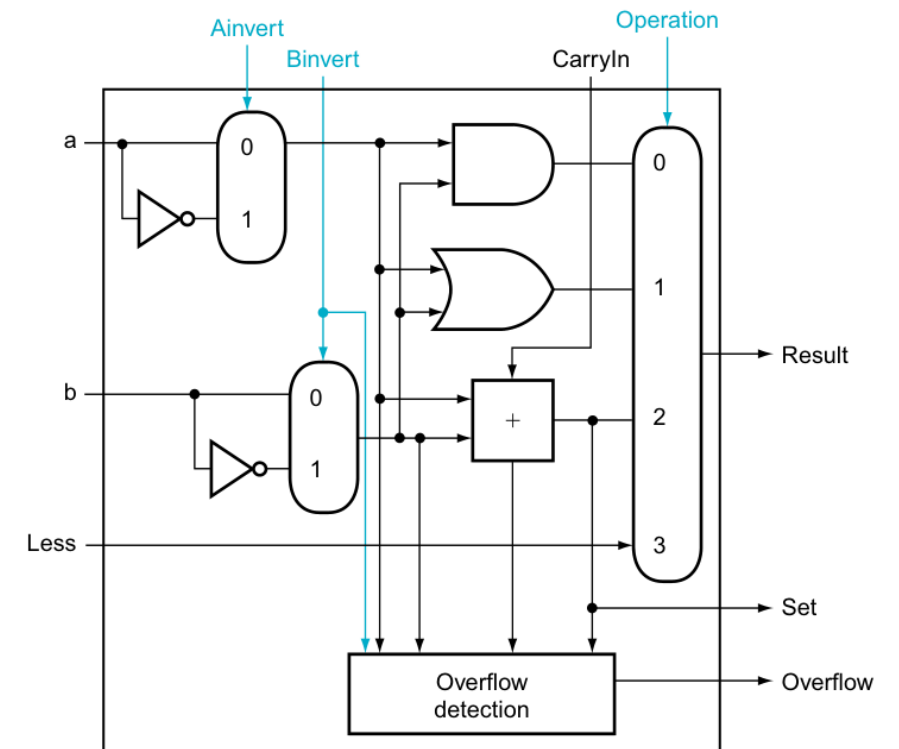 Operation
Ainvert
Binvert
CarryIn
a
0
0
1
1
Result
b
0
+
2
1
Less
3
Set
Overflow
detection
Overflow